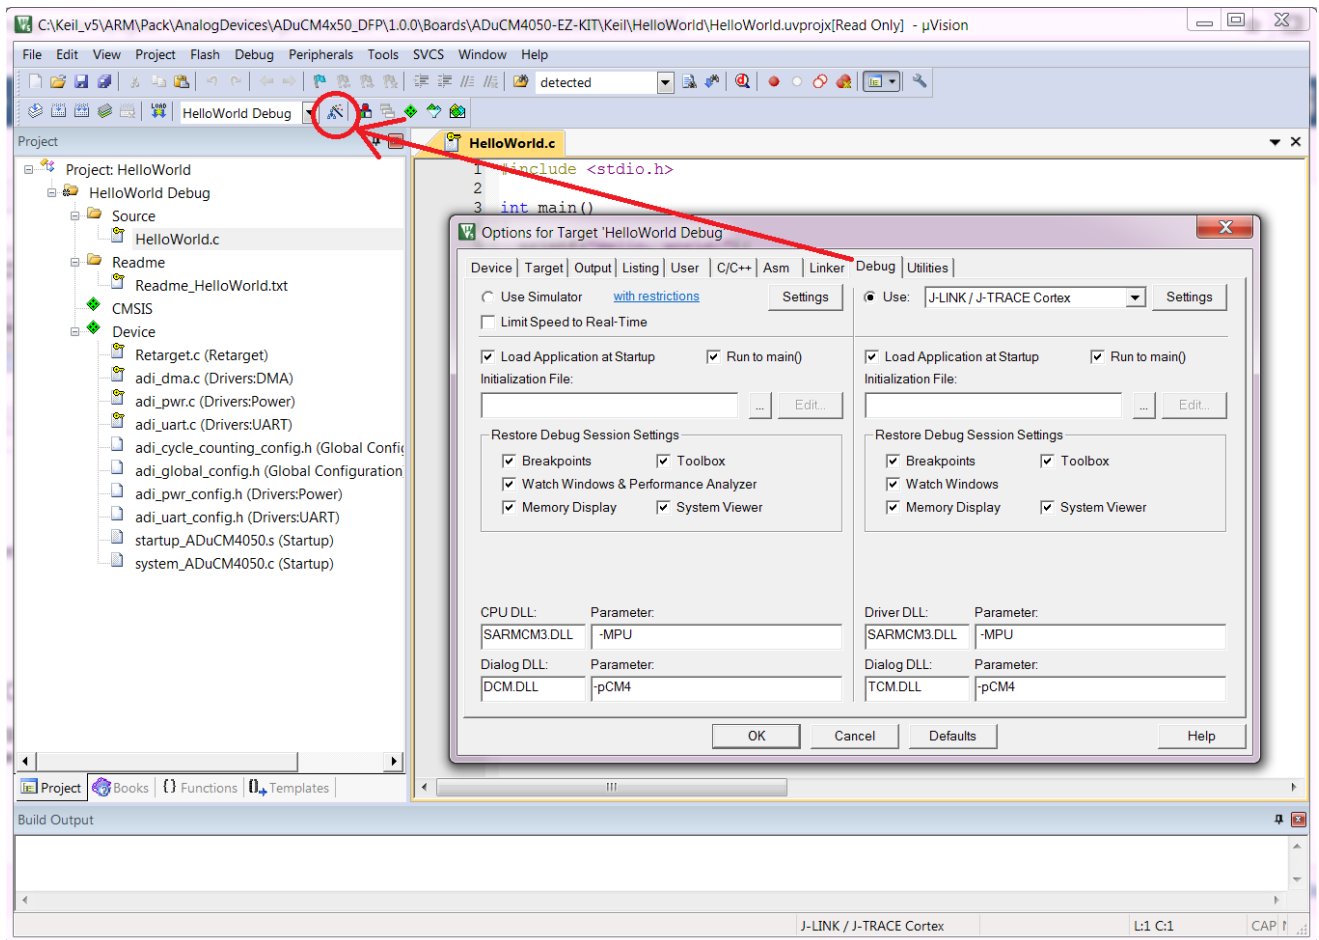 C:\Keil_v5\ARM\Pack\AnalogDevices\ADuCM4x50_DFP\1.0.0\Boards\ADuCM4050-EZ-KIT\Keil\HelloWorld\HelloWorld.uvprojx[Read Only] - µVision
File Edit View Project Flash Debug Peripherals Tools SVCS Window Help
detected
LOAD HelloWorld Debug
Project
HelloWorld.c
Project: HelloWorld
HelloWorld Debug
Source
HelloWorld.c
Readme
Readme_HelloWorld.txt
CMSIS
Device
Retarget.c (Retarget)
adi_dma.c (Drivers:DMA)
adi_pwr.c (Drivers:Power)
adi_uart.c (Drivers:UART)
adi_cycle_counting_config.h (Global Config
adi_global_config.h (Global Configuration)
adi_pwr_config.h (Drivers:Power)
adi_uart_config.h (Drivers:UART)
startup_ADuCM4050.s (Startup)
system_ADuCM4050.c (Startup)
1 #include <stdio.h>
2
3 int main()
Options for Target 'HelloWorld Debug
Device Target Output Listing User C/C++ Asm Linker Debug Utilities
Use Simulator with restrictions Settings
Use: J-LINK / J-TRACE Cortex Settings
Limit Speed to Real-Time
Load Application at Startup Run to main()
Load Application at Startup Run to main()
Initialization File:
Initialization File:
... Edit...
... Edit...
Restore Debug Session Settings
Breakpoints Toolbox
Watch Windows & Performance Analyzer
Memory Display System Viewer
Restore Debug Session Settings
Breakpoints Toolbox
Watch Windows
Memory Display System Viewer
CPU DLL: Parameter:
SARMCM3.DLL -MPU
Dialog DLL: Parameter:
DCM.DLL -pCM4
Driver DLL: Parameter:
SARMCM3.DLL -MPU
Dialog DLL: Parameter:
TCM.DLL -pCM4
OK Cancel Defaults Help
Project Books {} Functions Templates
Build Output
J-LINK / J-TRACE Cortex L:1 C:1 CAP